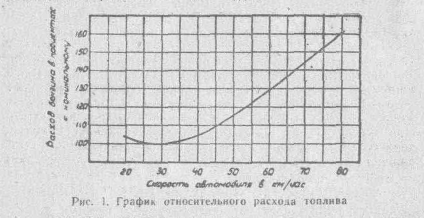 Расход бензина в процентах
к номинальному
160
150
140
130
120
110
100
20 30 40 50 60 70 80
Скорость автомобиля в км/час
Рис. 1. График относительного расхода топлива